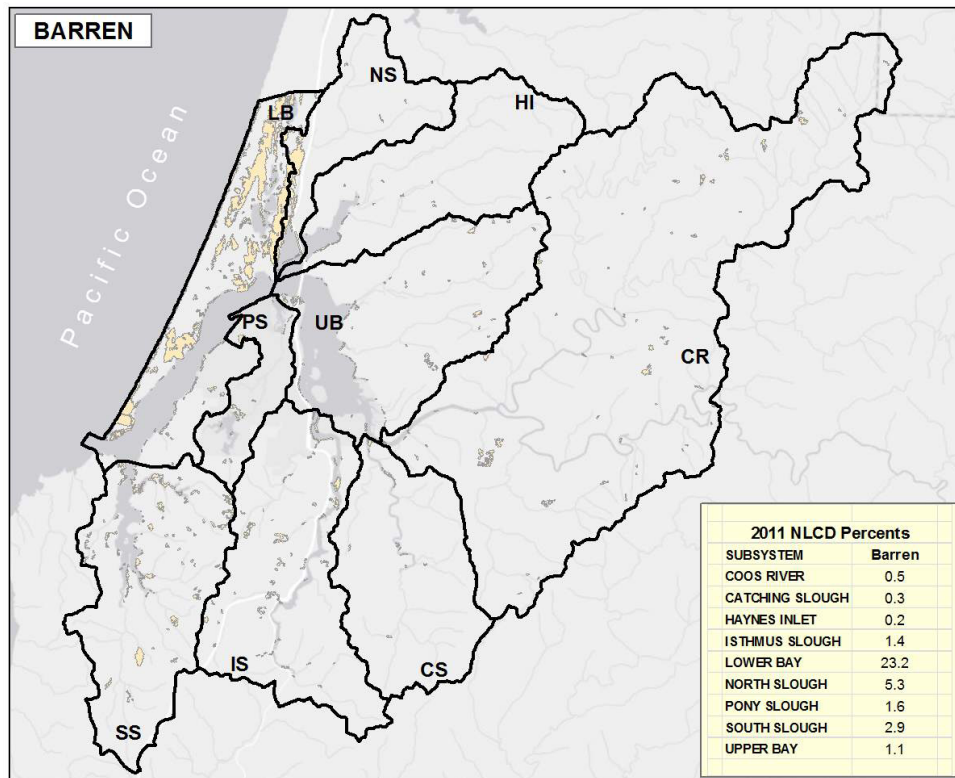 BARREN
NS
HI
LB
Pacific Ocean
PS
UB
CR
IS
CS
SS
2011 NLCD Percents
SUBSYSTEM Barren
COOS RIVER 0.5
CATCHING SLOUGH 0.3
HAYNES INLET 0.2
ISTHMUS SLOUGH 1.4
LOWER BAY 23.2
NORTH SLOUGH 5.3
PONY SLOUGH 1.6
SOUTH SLOUGH 2.9
UPPER BAY 1.1